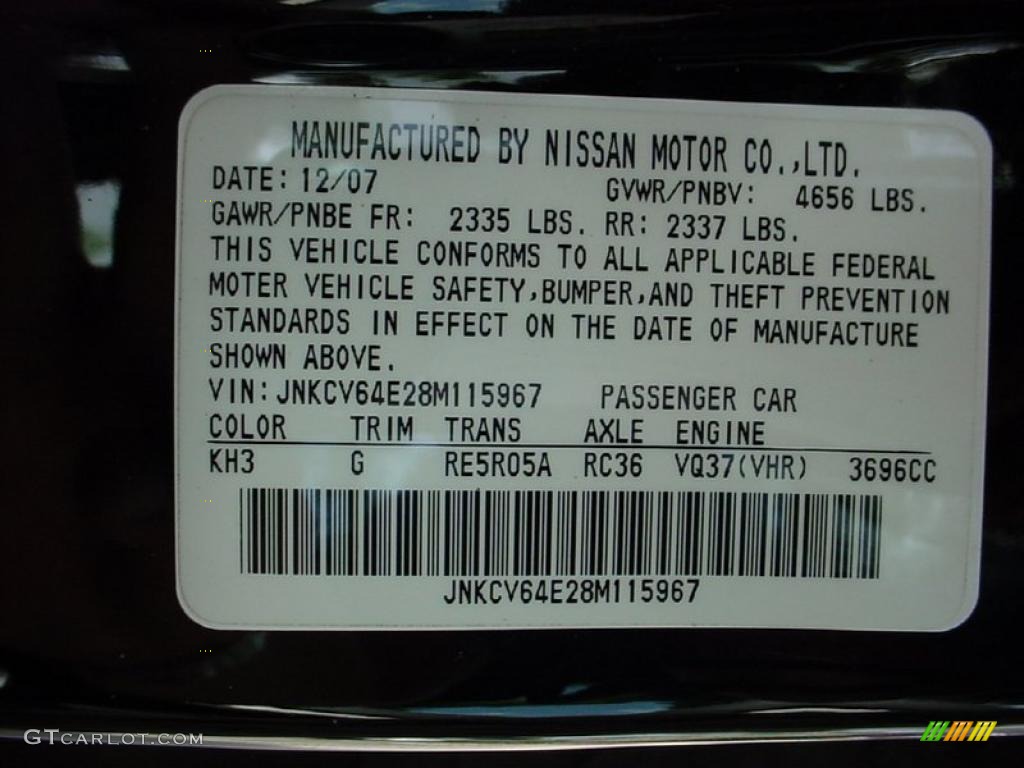 MANUFACTURED BY NISSAN MOTOR CO.,LTD.
DATE: 12/07 GVWR/PNBV: 4656 LBS.
GAWR/PNBE FR: 2335 LBS. RR: 2337 LBS.
THIS VEHICLE CONFORMS TO ALL APPLICABLE FEDERAL
MOTER VEHICLE SAFETY,BUMPER,AND THEFT PREVENTION
STANDARDS IN EFFECT ON THE DATE OF MANUFACTURE
SHOWN ABOVE.
VIN:JNKCV64E28M115967 PASSENGER CAR
COLOR TRIM TRANS AXLE ENGINE
KH3 G RE5R05A RC36 VQ37(VHR) 3696CC
JNKCV64E28M115967
GTCARLOT.COM